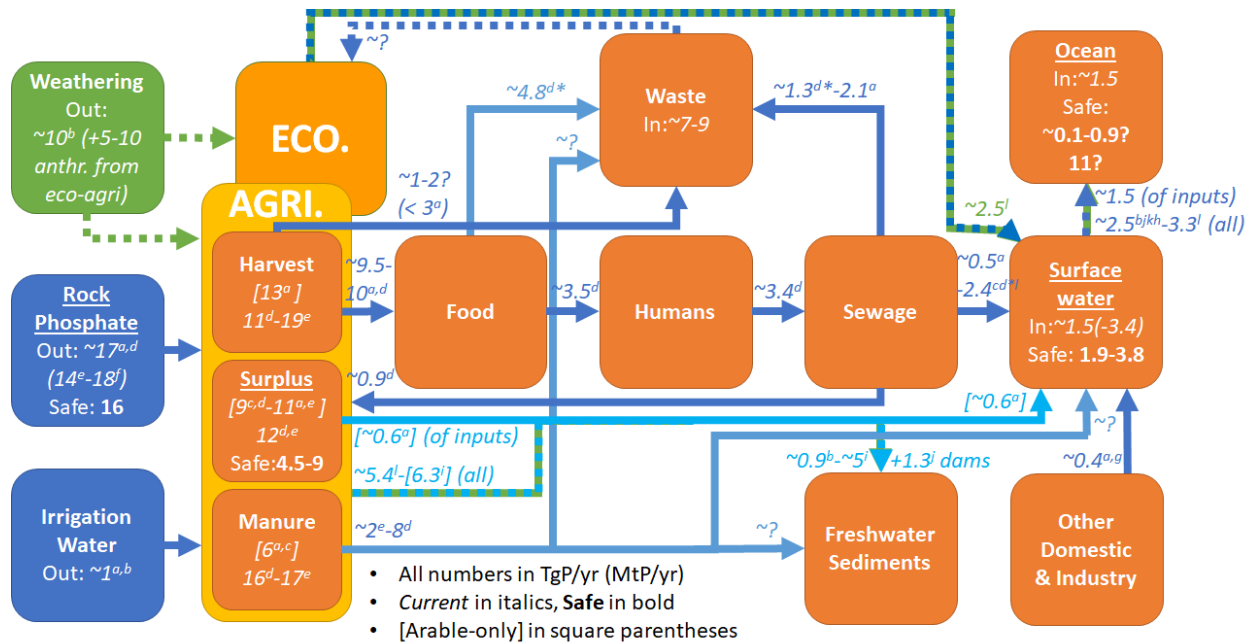 Weathering
Out:
~10ᵇ (+5-10
anthr. from
eco-agri)
ECO.
~?
~4.8ᵈ*
Waste
In:~7-9
~1.3ᵈ*-2.1ᵃ
Ocean
In:~1.5
Safe:
~0.1-0.9?
11?
~?
~1-2?
(< 3ᵃ)
~2.5ˡ
~1.5 (of inputs)
~2.5ᵇʲᵏʰ-3.3ˡ (all)
AGRI.
Rock
Phosphate
Out: ~17ᵃ,ᵈ
(14ᵉ-18ᶠ)
Safe: 16
Harvest
[13ᵃ]
11ᵈ-19ᵉ
~9.5-
10ᵃ,ᵈ
Food
~3.5ᵈ
Humans
~3.4ᵈ
Sewage
~0.5ᵃ
-2.4ᶜᵈ*ˡ
Surface
water
In:~1.5(-3.4)
Safe: 1.9-3.8
Surplus
[9ᶜ,ᵈ-11ᵃ,ᵉ]
12ᵈ,ᵉ
Safe:4.5-9
~0.9ᵈ
[~0.6ᵃ] (of inputs)
[~0.6ᵃ]
~5.4ˡ-[6.3ʲ] (all)
~0.9ᵇ-~5ʲ
+1.3ʲ dams
~?
~0.4ᵃ,ᵍ
Irrigation
Water
Out: ~1ᵃ,ᵇ
Manure
[6ᵃ,ᶜ]
16ᵈ-17ᵉ
~2ᵉ-8ᵈ
~?
Freshwater
Sediments
Other
Domestic
& Industry
• All numbers in TgP/yr (MtP/yr)
• Current in italics, Safe in bold
• [Arable-only] in square parentheses